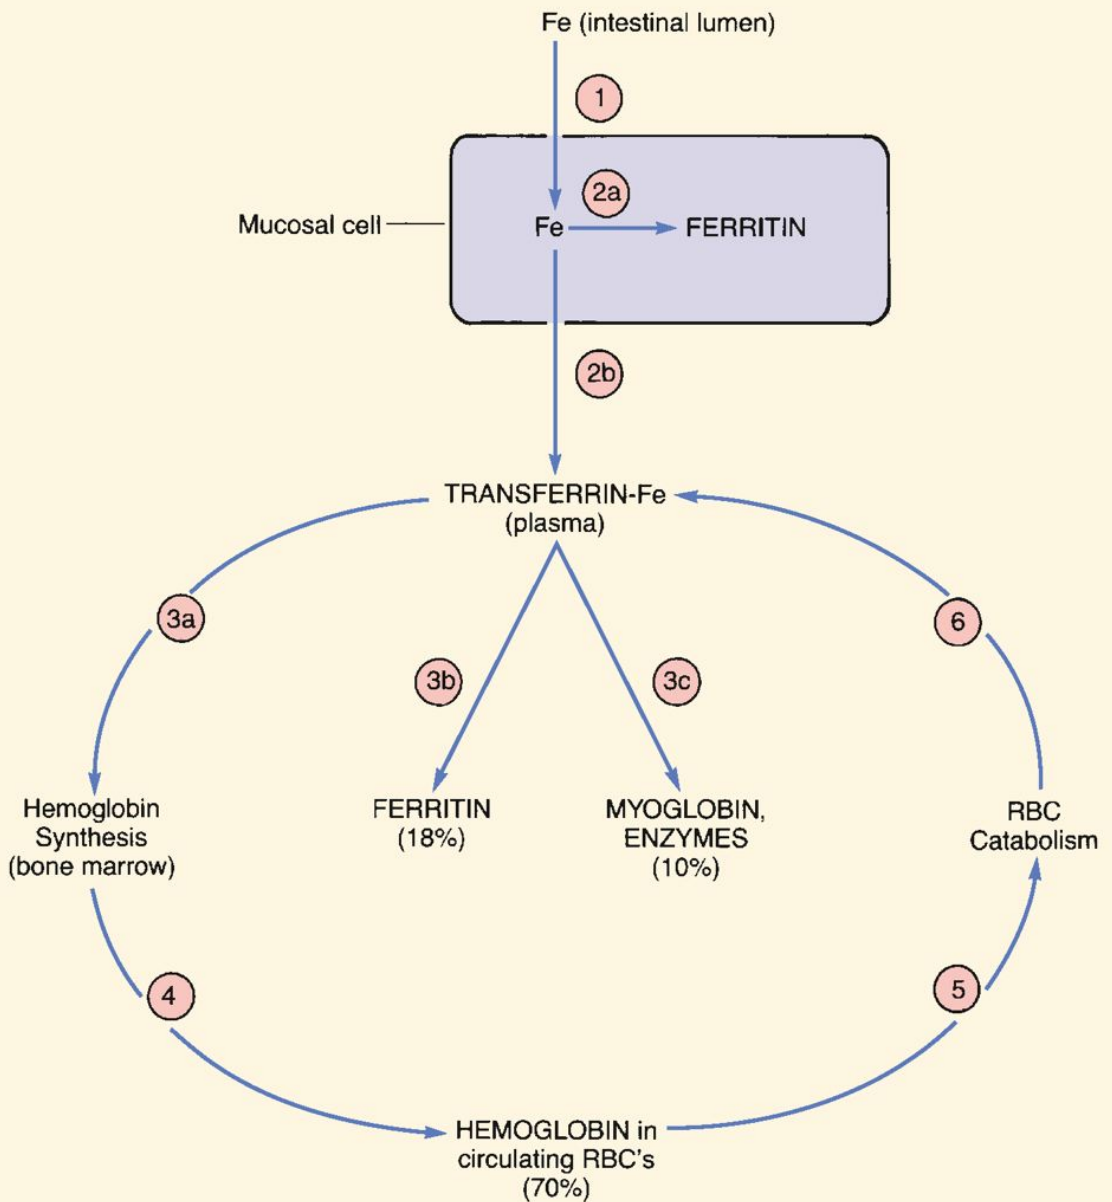 Fe (intestinal lumen)
1
2a
Mucosal cell
Fe
FERRITIN
2b
TRANSFERRIN-Fe
(plasma)
3a
6
3b
3c
Hemoglobin
Synthesis
(bone marrow)
FERRITIN
(18%)
MYOGLOBIN,
ENZYMES
(10%)
RBC
Catabolism
4
5
HEMOGLOBIN in
circulating RBC's
(70%)